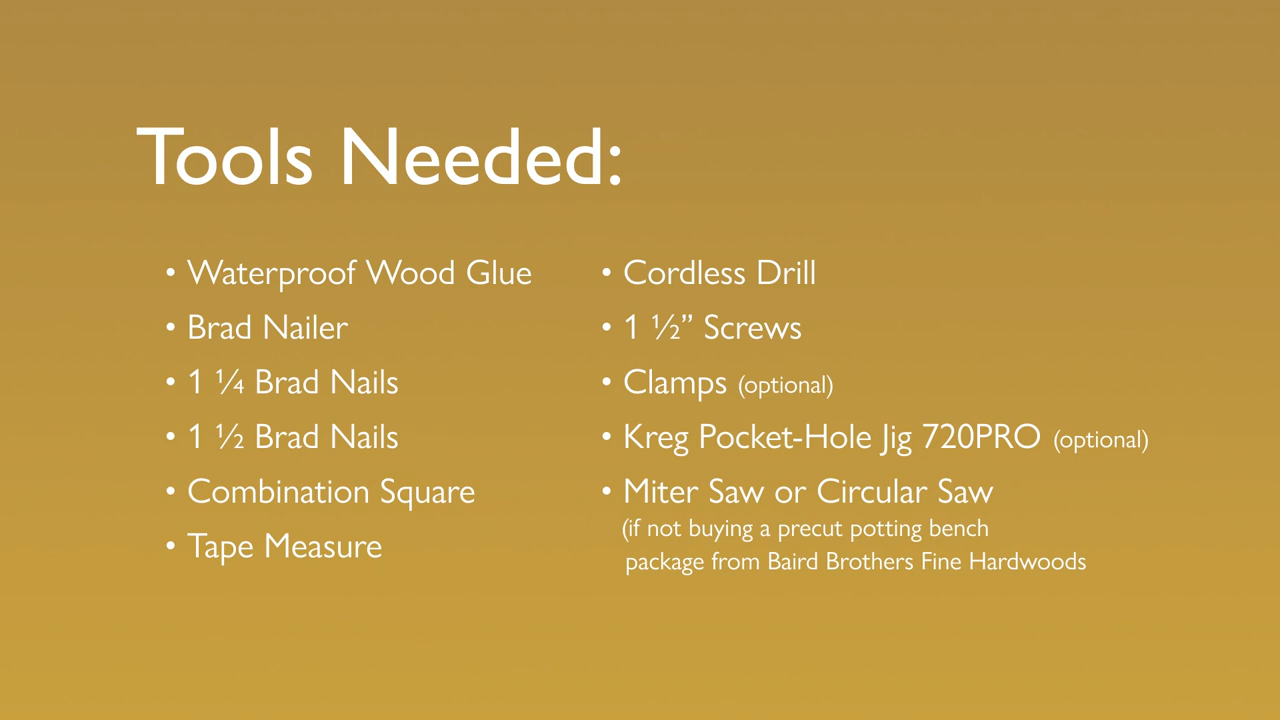 Tools Needed:
• Waterproof Wood Glue
• Brad Nailer
• 1 ¼ Brad Nails
• 1 ½ Brad Nails
• Combination Square
• Tape Measure
• Cordless Drill
• 1 ½” Screws
• Clamps (optional)
• Kreg Pocket-Hole Jig 720PRO (optional)
• Miter Saw or Circular Saw
(if not buying a precut potting bench
package from Baird Brothers Fine Hardwoods